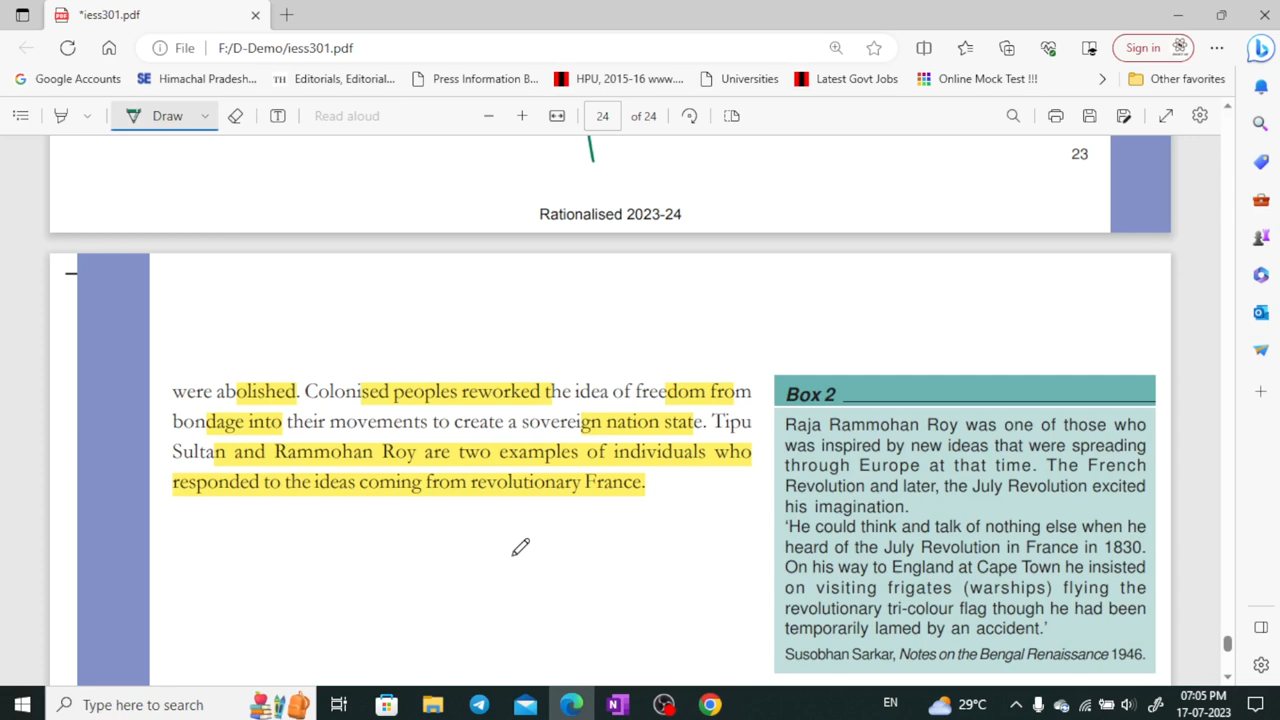 *iess301.pdf
File F:/D-Demo/iess301.pdf Sign in
Google Accounts SE Himachal Pradesh... TH Editorials, Editorial... Press Information B... HPU, 2015-16 www.... Universities Latest Govt Jobs Online Mock Test !!! Other favorites
Draw Read aloud 24 of 24
23
Rationalised 2023-24
were abolished. Colonised peoples reworked the idea of freedom from
bondage into their movements to create a sovereign nation state. Tipu
Sultan and Rammohan Roy are two examples of individuals who
responded to the ideas coming from revolutionary France.
Box 2
Raja Rammohan Roy was one of those who
was inspired by new ideas that were spreading
through Europe at that time. The French
Revolution and later, the July Revolution excited
his imagination.
‘He could think and talk of nothing else when he
heard of the July Revolution in France in 1830.
On his way to England at Cape Town he insisted
on visiting frigates (warships) flying the
revolutionary tri-colour flag though he had been
temporarily lamed by an accident.’
Susobhan Sarkar, Notes on the Bengal Renaissance 1946.
Type here to search EN 29°C 07:05 PM
17-07-2023